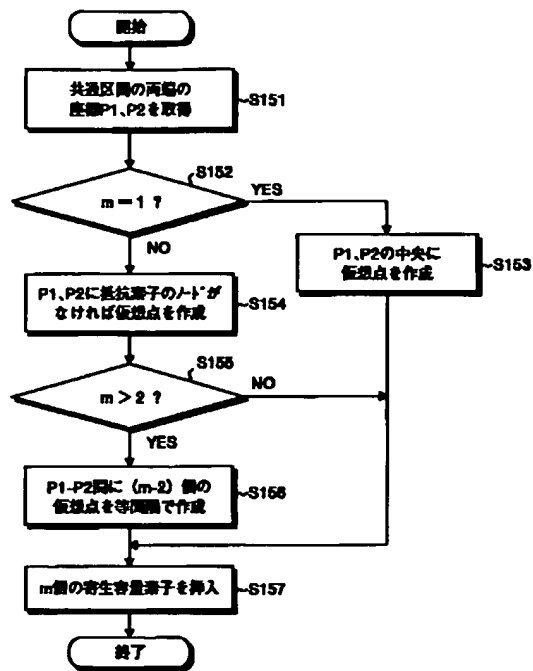 開始
共通区間の両端の
座標P1、P2を取得
S151
S152
m=1 ?
YES
NO
P1、P2の中央に
仮想点を作成
S153
P1、P2に抵抗素子のノードが
なければ仮想点を作成
S154
S155
m>2 ?
NO
YES
P1-P2間に(m-2)個の
仮想点を等間隔で作成
S156
m個の寄生容量素子を挿入
S157
終了